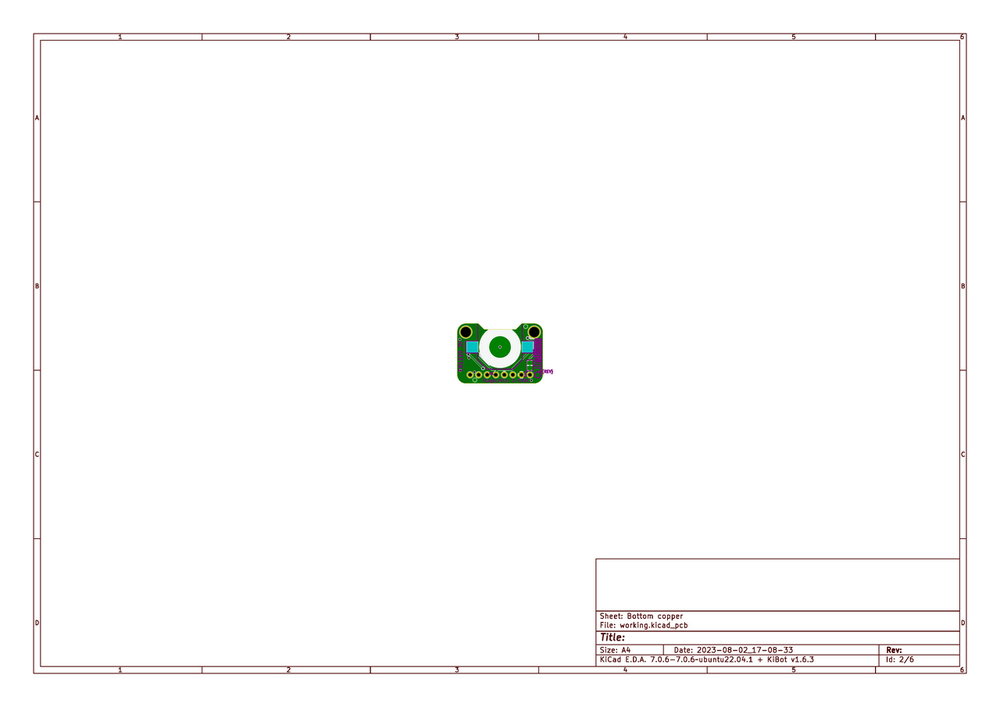 1 2 3 4 5 6
A A
B B
C C
D D
Sheet: Bottom copper
File: working.kicad_pcb
Title:
Size: A4 Date: 2023-08-02_17-08-33 Rev:
KiCad E.D.A. 7.0.6-7.0.6~ubuntu22.04.1 + KiBot v1.6.3 Id: 2/6
1 2 3 4 5 6